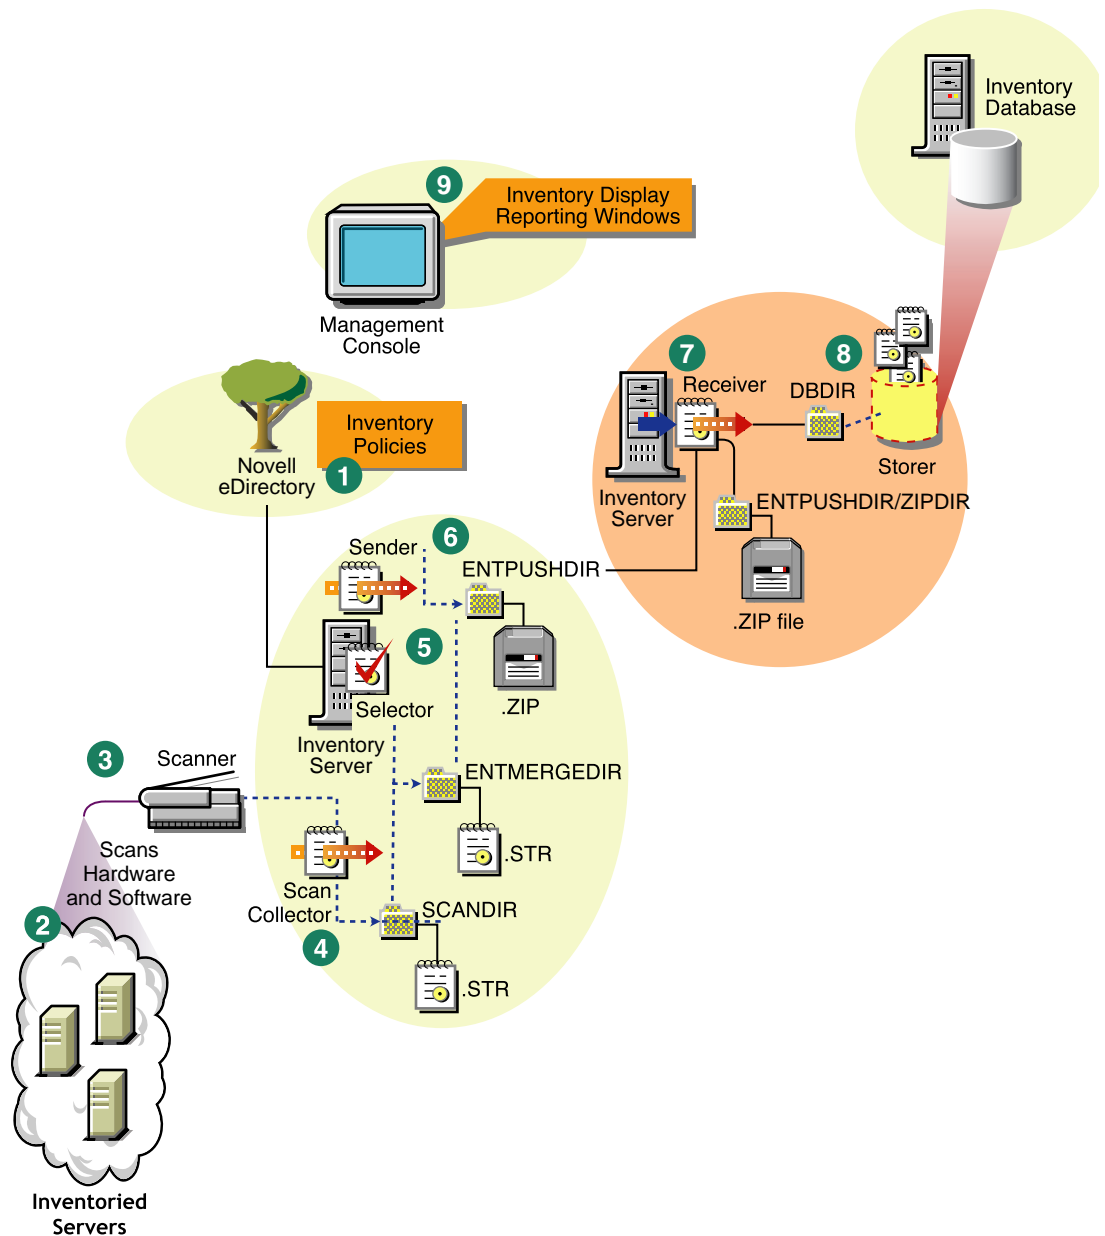 Inventory
Database
9
Inventory Display
Reporting Windows
Management
Console
7
8
Receiver
DBDIR
Storer
Inventory
Server
ENTPUSHDIR/ZIPDIR
.ZIP file
Inventory
Policies
Novell
eDirectory
1
Sender
6
ENTPUSHDIR
5
.ZIP
Selector
Inventory
Server
3
Scanner
ENTMERGEDIR
.STR
Scans
Hardware
and Software
Scan
Collector
4
SCANDIR
.STR
2
Inventoried
Servers